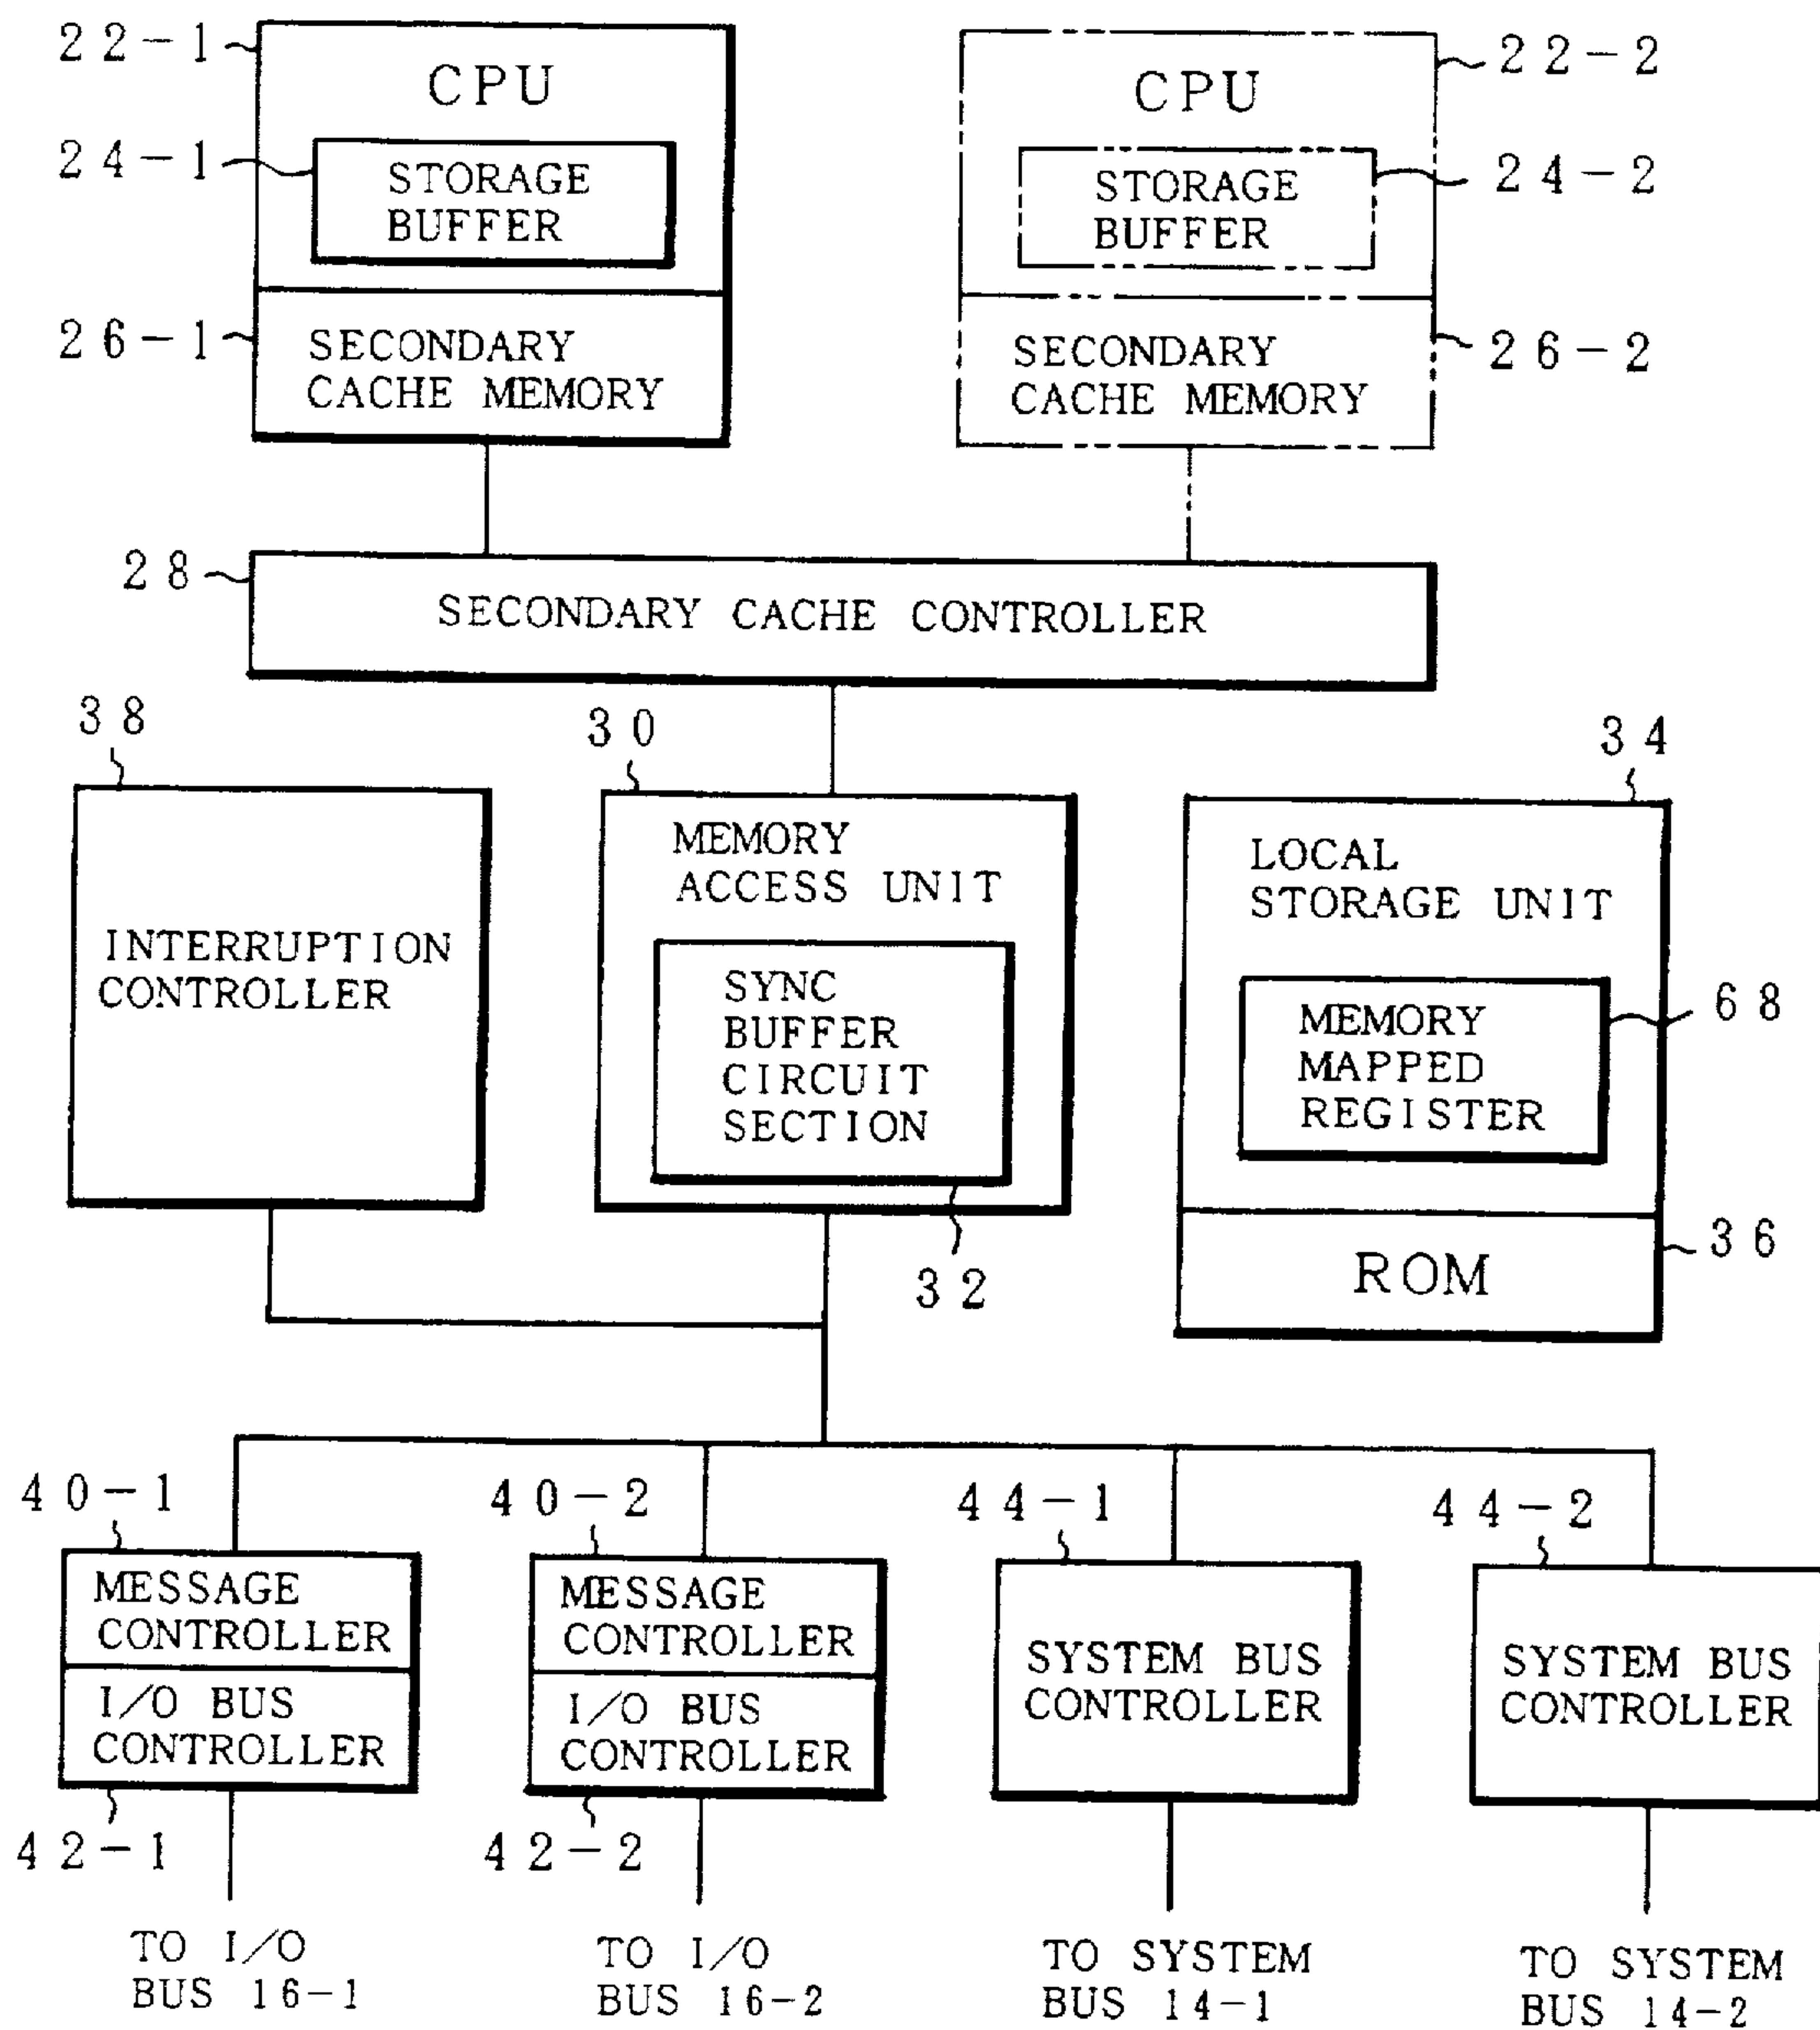 22-1
CPU
24-1
STORAGE
BUFFER
26-1
SECONDARY
CACHE MEMORY
22-2
CPU
24-2
STORAGE
BUFFER
26-2
SECONDARY
CACHE MEMORY
28
SECONDARY CACHE CONTROLLER
38
INTERRUPTION
CONTROLLER
30
MEMORY
ACCESS UNIT
SYNC
BUFFER
CIRCUIT
SECTION
32
34
LOCAL
STORAGE UNIT
68
MEMORY
MAPPED
REGISTER
36
ROM
40-1
MESSAGE
CONTROLLER
I/O BUS
CONTROLLER
42-1
TO I/O
BUS 16-1
40-2
MESSAGE
CONTROLLER
I/O BUS
CONTROLLER
42-2
TO I/O
BUS 16-2
44-1
SYSTEM BUS
CONTROLLER
TO SYSTEM
BUS 14-1
44-2
SYSTEM BUS
CONTROLLER
TO SYSTEM
BUS 14-2